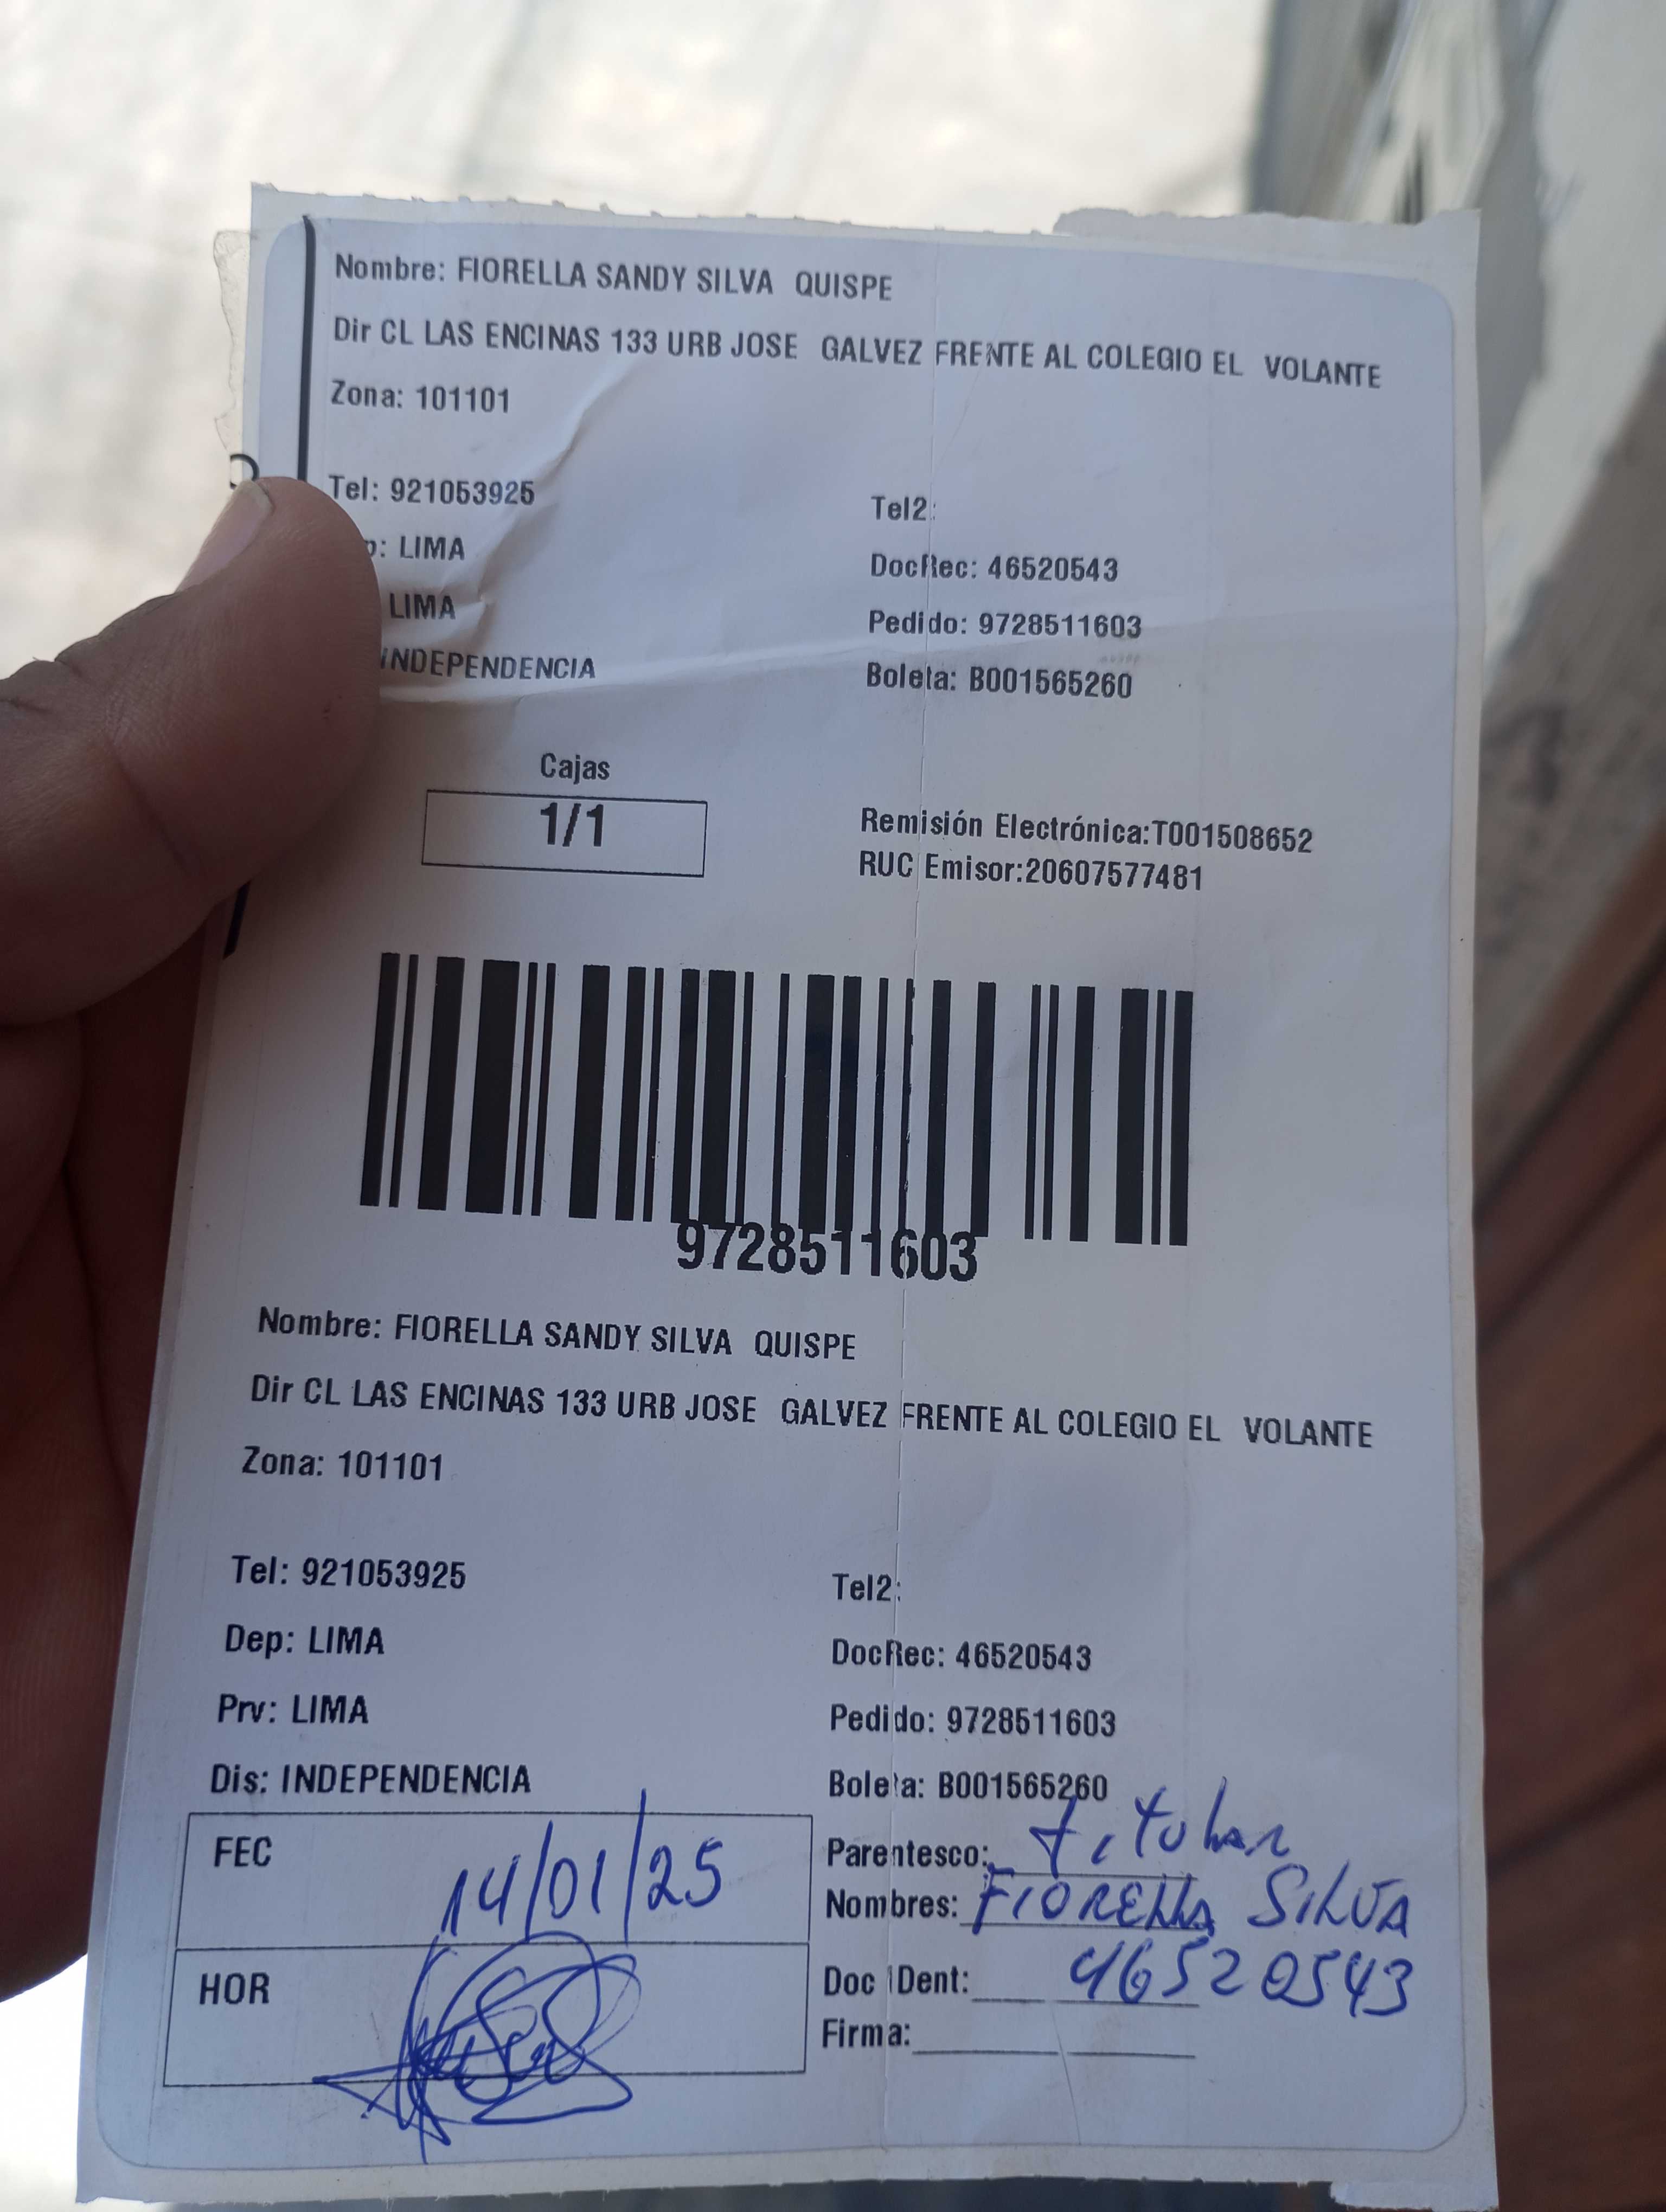 Nombre: FIORELLA SANDY SILVA QUISPE
Dir CL LAS ENCINAS 133 URB JOSE GALVEZ FRENTE AL COLEGIO EL VOLANTE
Zona: 101101
Tel: 921053925
Tel2:
: LIMA
DocRec: 46520543
LIMA
Pedido: 9728511603
INDEPENDENCIA
Boleta: B001565260
Cajas
1/1
Remisión Electrónica:T001508652
RUC Emisor:20607577481
9728511603
Nombre: FIORELLA SANDY SILVA QUISPE
Dir CL LAS ENCINAS 133 URB JOSE GALVEZ FRENTE AL COLEGIO EL VOLANTE
Zona: 101101
Tel: 921053925
Tel2:
Dep: LIMA
DocRec: 46520543
Prv: LIMA
Pedido: 9728511603
Dis: INDEPENDENCIA
Boleta: B001565260
FEC 14/01/25
Parentesco: titular
Nombres: FIORELLA SILVA
HOR
Doc iDent: 46520543
Firma: